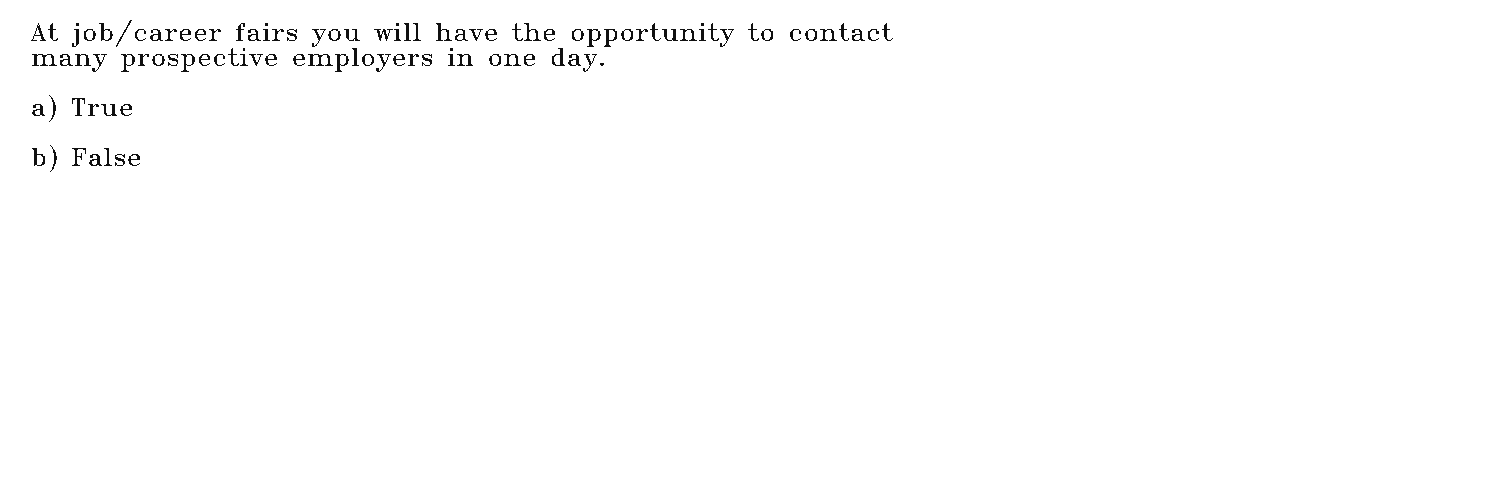 At job/career fairs you will have the opportunity to contact
many prospective employers in one day.
a) True
b) False